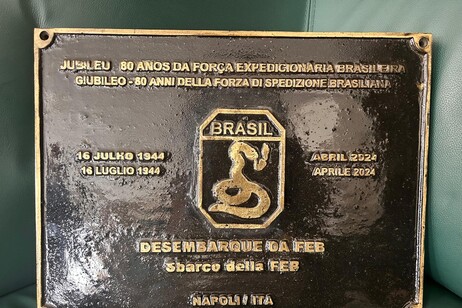 JUBILEU 80 ANOS DA FORÇA EXPEDICIONÁRIA BRASILEIRA
GIUBILEO - 80 ANNI DELLA FORZA DI SPEDIZIONE BRASILIANA
BRASIL
16 JULHO 1944
16 LUGLIO 1944
ABRIL 2024
APRILE 2024
DESEMBARQUE DA FEB
Sbarco della FEB
NAPOLI / ITA